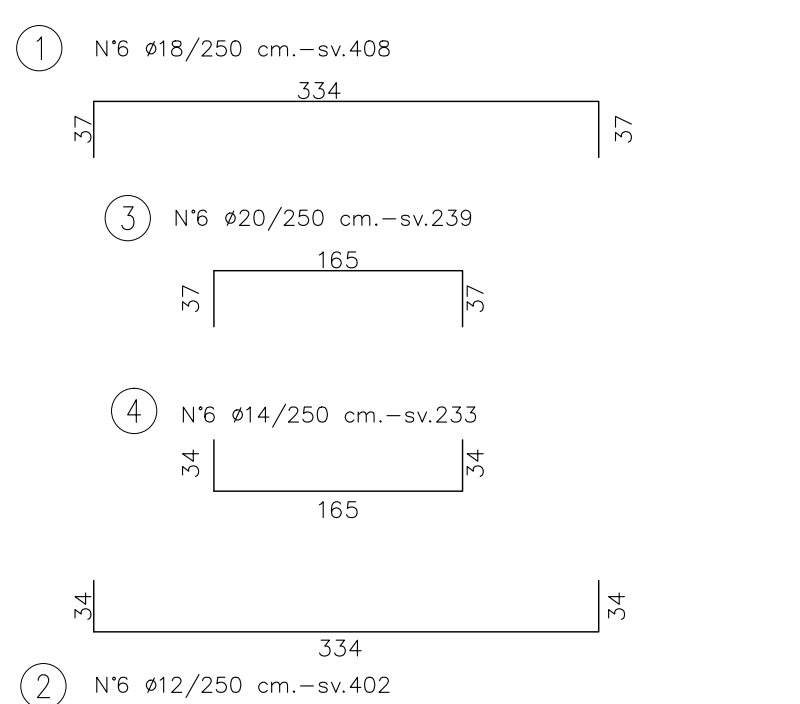 1 N°6 ø18/250 cm.-sv.408
334
37 37
3 N°6 ø20/250 cm.-sv.239
165
37 37
4 N°6 ø14/250 cm.-sv.233
34 34
165
34 34
334
2 N°6 ø12/250 cm.-sv.402